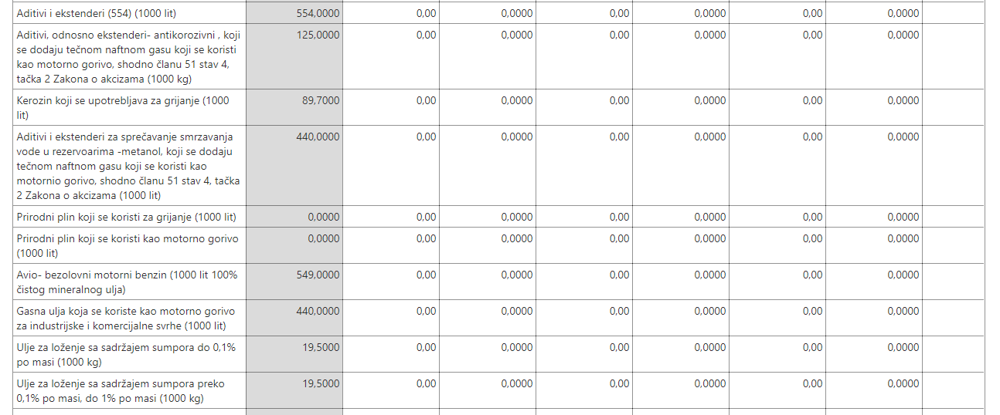 Aditivi i ekstenderi (554) (1000 lit) 554,0000 0,00 0,0000 0,00 0,0000 0,00 0,0000
Aditivi, odnosno ekstenderi- antikorozivni , koji 125,0000 0,00 0,0000 0,00 0,0000 0,00 0,0000
se dodaju tečnom naftnom gasu koji se koristi
kao motorno gorivo, shodno članu 51 stav 4,
tačka 2 Zakona o akcizama (1000 kg)
Kerozin koji se upotrebljava za grijanje (1000 89,7000 0,00 0,0000 0,00 0,0000 0,00 0,0000
lit)
Aditivi i ekstenderi za sprečavanje smrzavanja 440,0000 0,00 0,0000 0,00 0,0000 0,00 0,0000
vode u rezervoarima -metanol, koji se dodaju
tečnom naftnom gasu koji se koristi kao
motornio gorivo, shodno članu 51 stav 4, tačka
2 Zakona o akcizama (1000 lit)
Prirodni plin koji se koristi za grijanje (1000 lit) 0,0000 0,00 0,0000 0,00 0,0000 0,00 0,0000
Prirodni plin koji se koristi kao motorno gorivo 0,0000 0,00 0,0000 0,00 0,0000 0,00 0,0000
(1000 lit)
Avio- bezolovni motorni benzin (1000 lit 100% 549,0000 0,00 0,0000 0,00 0,0000 0,00 0,0000
čistog mineralnog ulja)
Gasna ulja koja se koriste kao motorno gorivo 440,0000 0,00 0,0000 0,00 0,0000 0,00 0,0000
za industrijske i komercijalne svrhe (1000 lit)
Ulje za loženje sa sadržajem sumpora do 0,1% 19,5000 0,00 0,0000 0,00 0,0000 0,00 0,0000
po masi (1000 kg)
Ulje za loženje sa sadržajem sumpora preko 19,5000 0,00 0,0000 0,00 0,0000 0,00 0,0000
0,1% po masi, do 1% po masi (1000 kg)